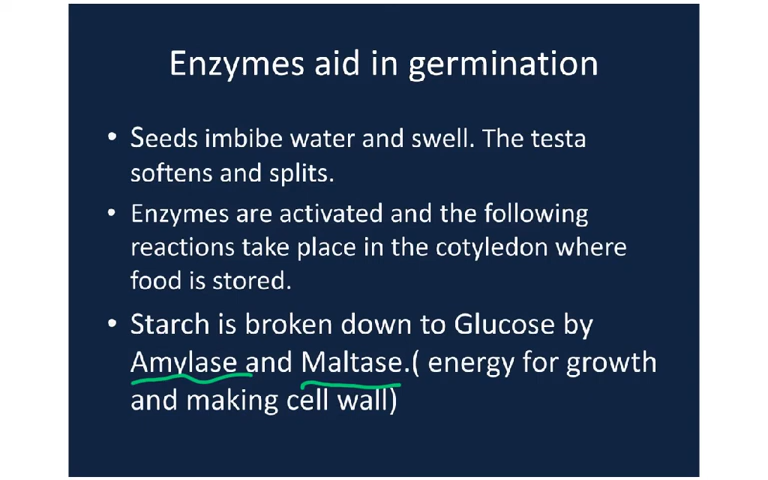 Enzymes aid in germination
• Seeds imbibe water and swell. The testa
softens and splits.
• Enzymes are activated and the following
reactions take place in the cotyledon where
food is stored.
• Starch is broken down to Glucose by
Amylase and Maltase.( energy for growth
and making cell wall)